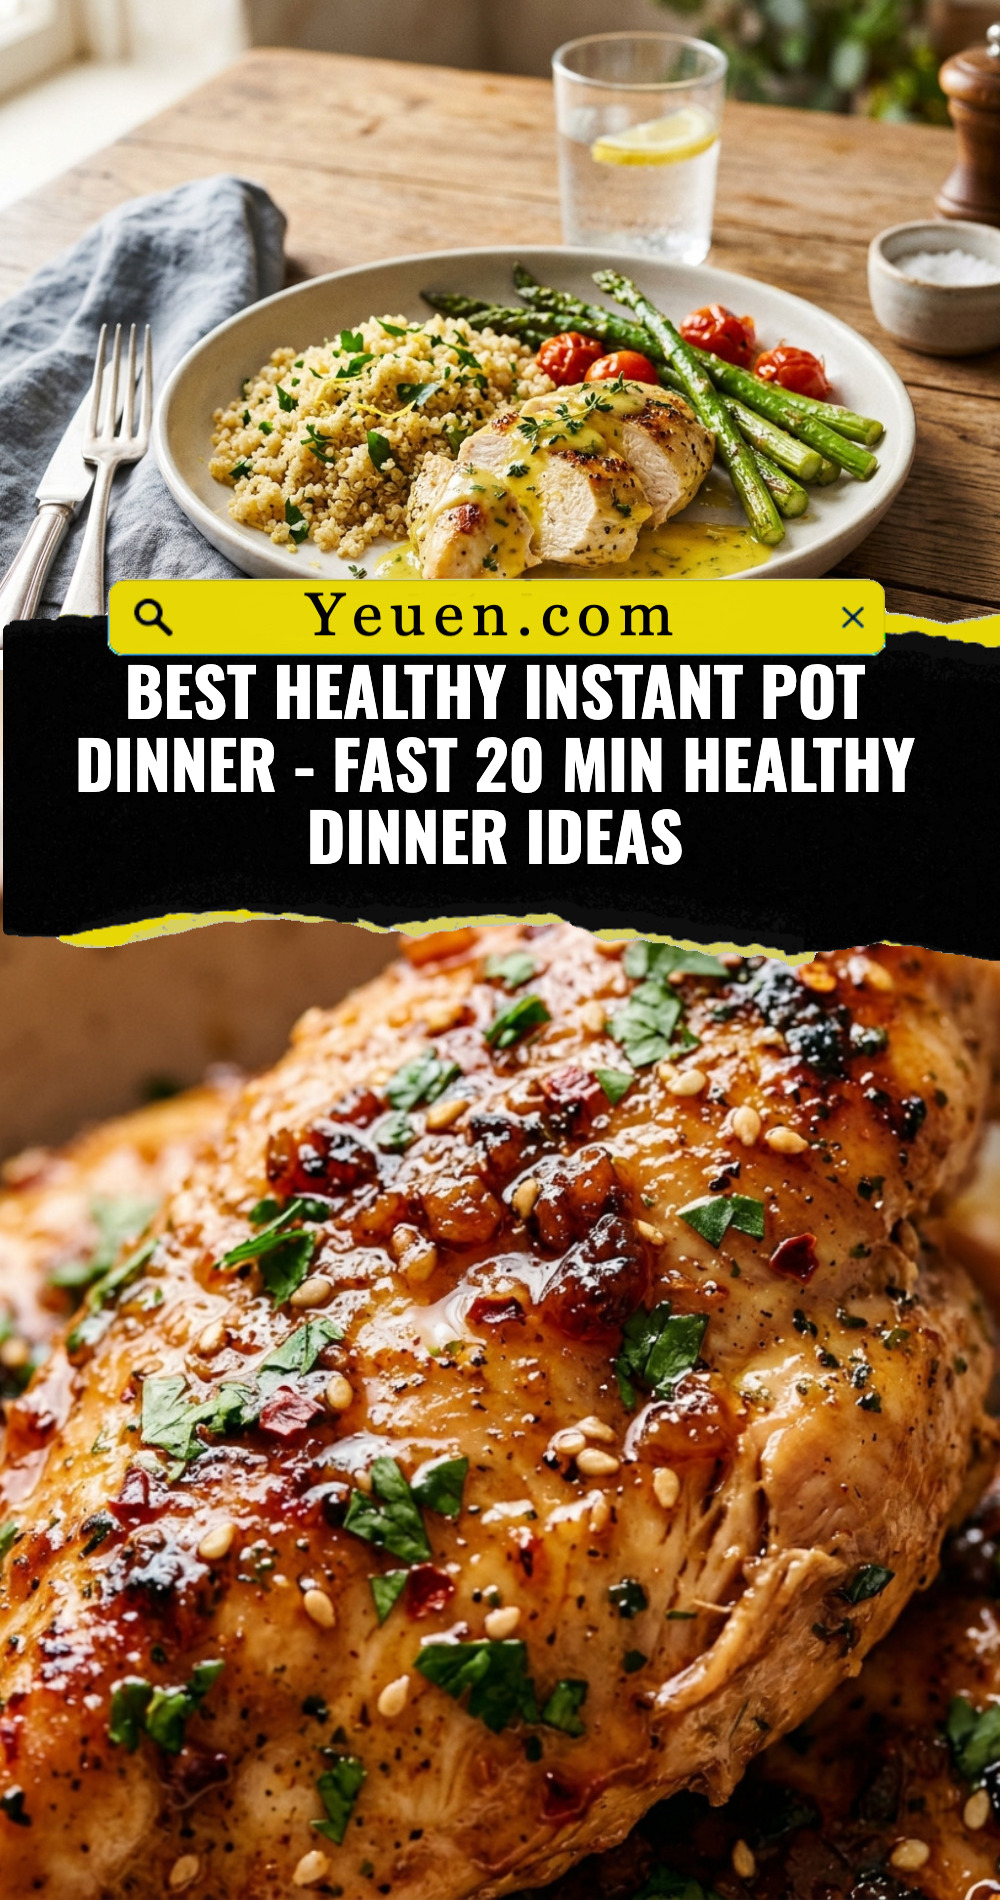 Yeuen.com
BEST HEALTHY INSTANT POT
DINNER - FAST 20 MIN HEALTHY
DINNER IDEAS